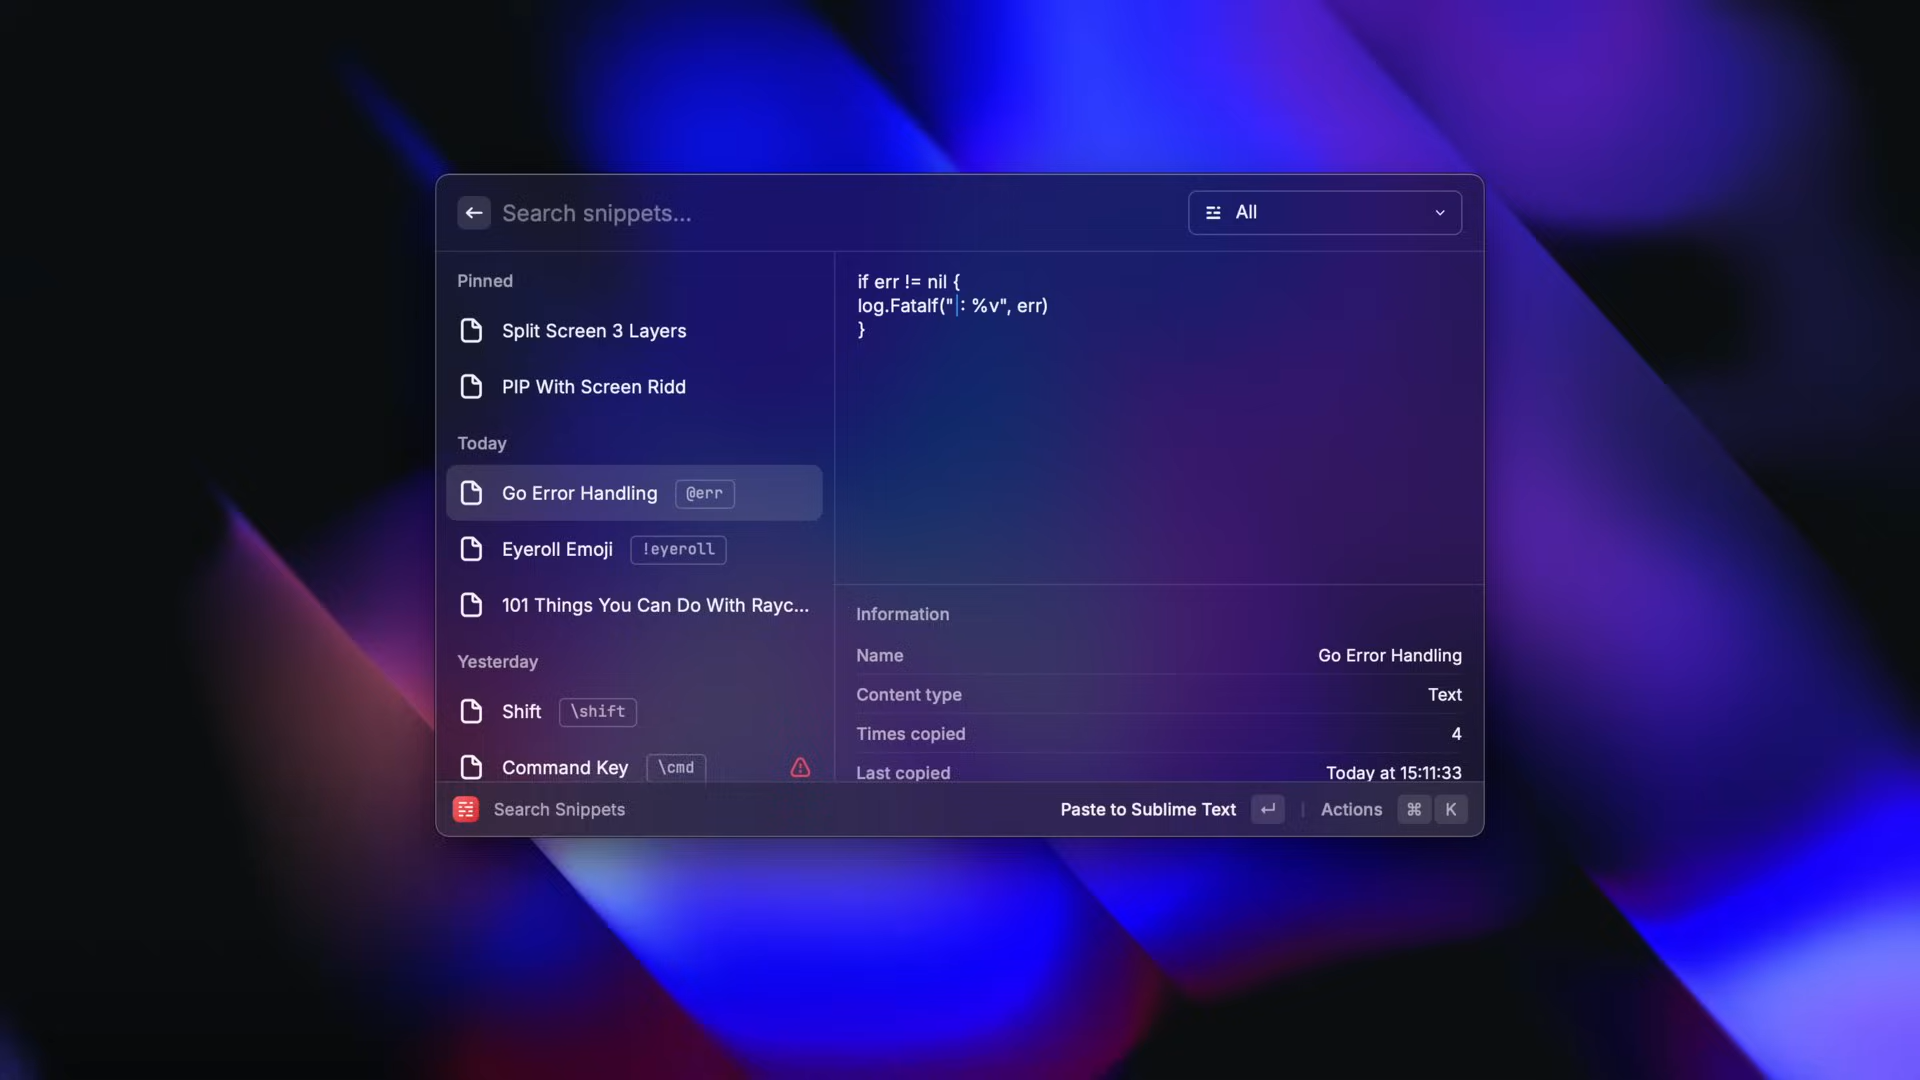 Search snippets...
All
Pinned
Split Screen 3 Layers
PIP With Screen Ridd
Today
Go Error Handling @err
Eyeroll Emoji !eyeroll
101 Things You Can Do With Rayc...
Yesterday
Shift \shift
Command Key \cmd
if err != nil {
log.Fatalf(": %v", err)
}
Information
Name Go Error Handling
Content type Text
Times copied 4
Last copied Today at 15:11:33
Search Snippets
Paste to Sublime Text ↵ | Actions ⌘ K